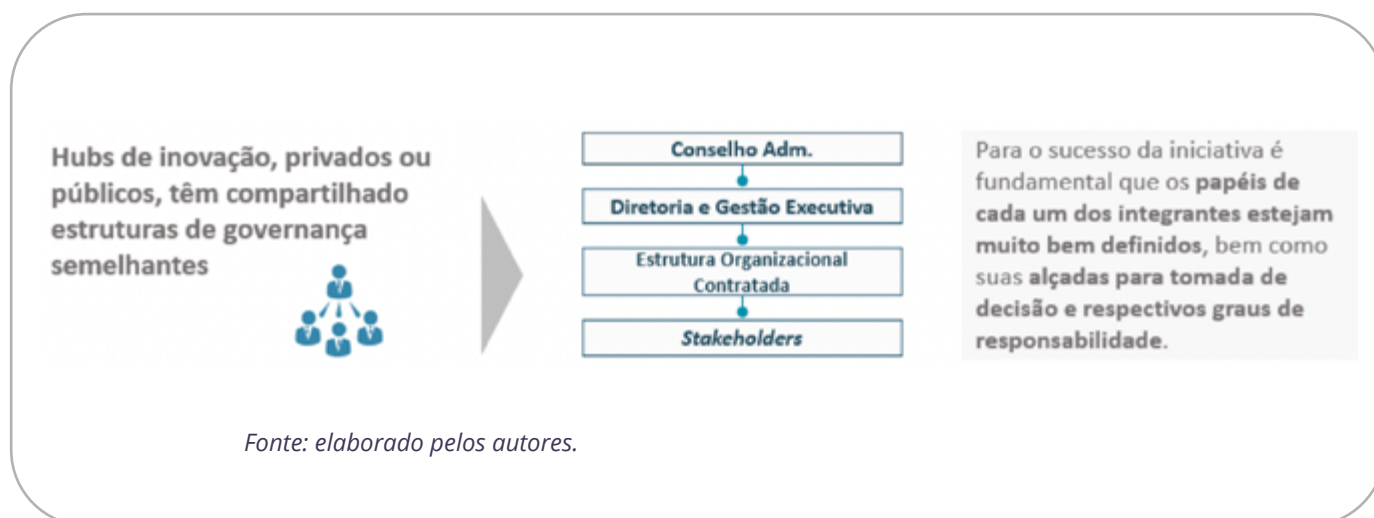 Hubs de inovação, privados ou
públicos, têm compartilhado
estruturas de governança
semelhantes
Conselho Adm.
Diretoria e Gestão Executiva
Estrutura Organizacional
Contratada
Stakeholders
Para o sucesso da iniciativa é
fundamental que os papéis de
cada um dos integrantes estejam
muito bem definidos, bem como
suas alçadas para tomada de
decisão e respectivos graus de
responsabilidade.
Fonte: elaborado pelos autores.